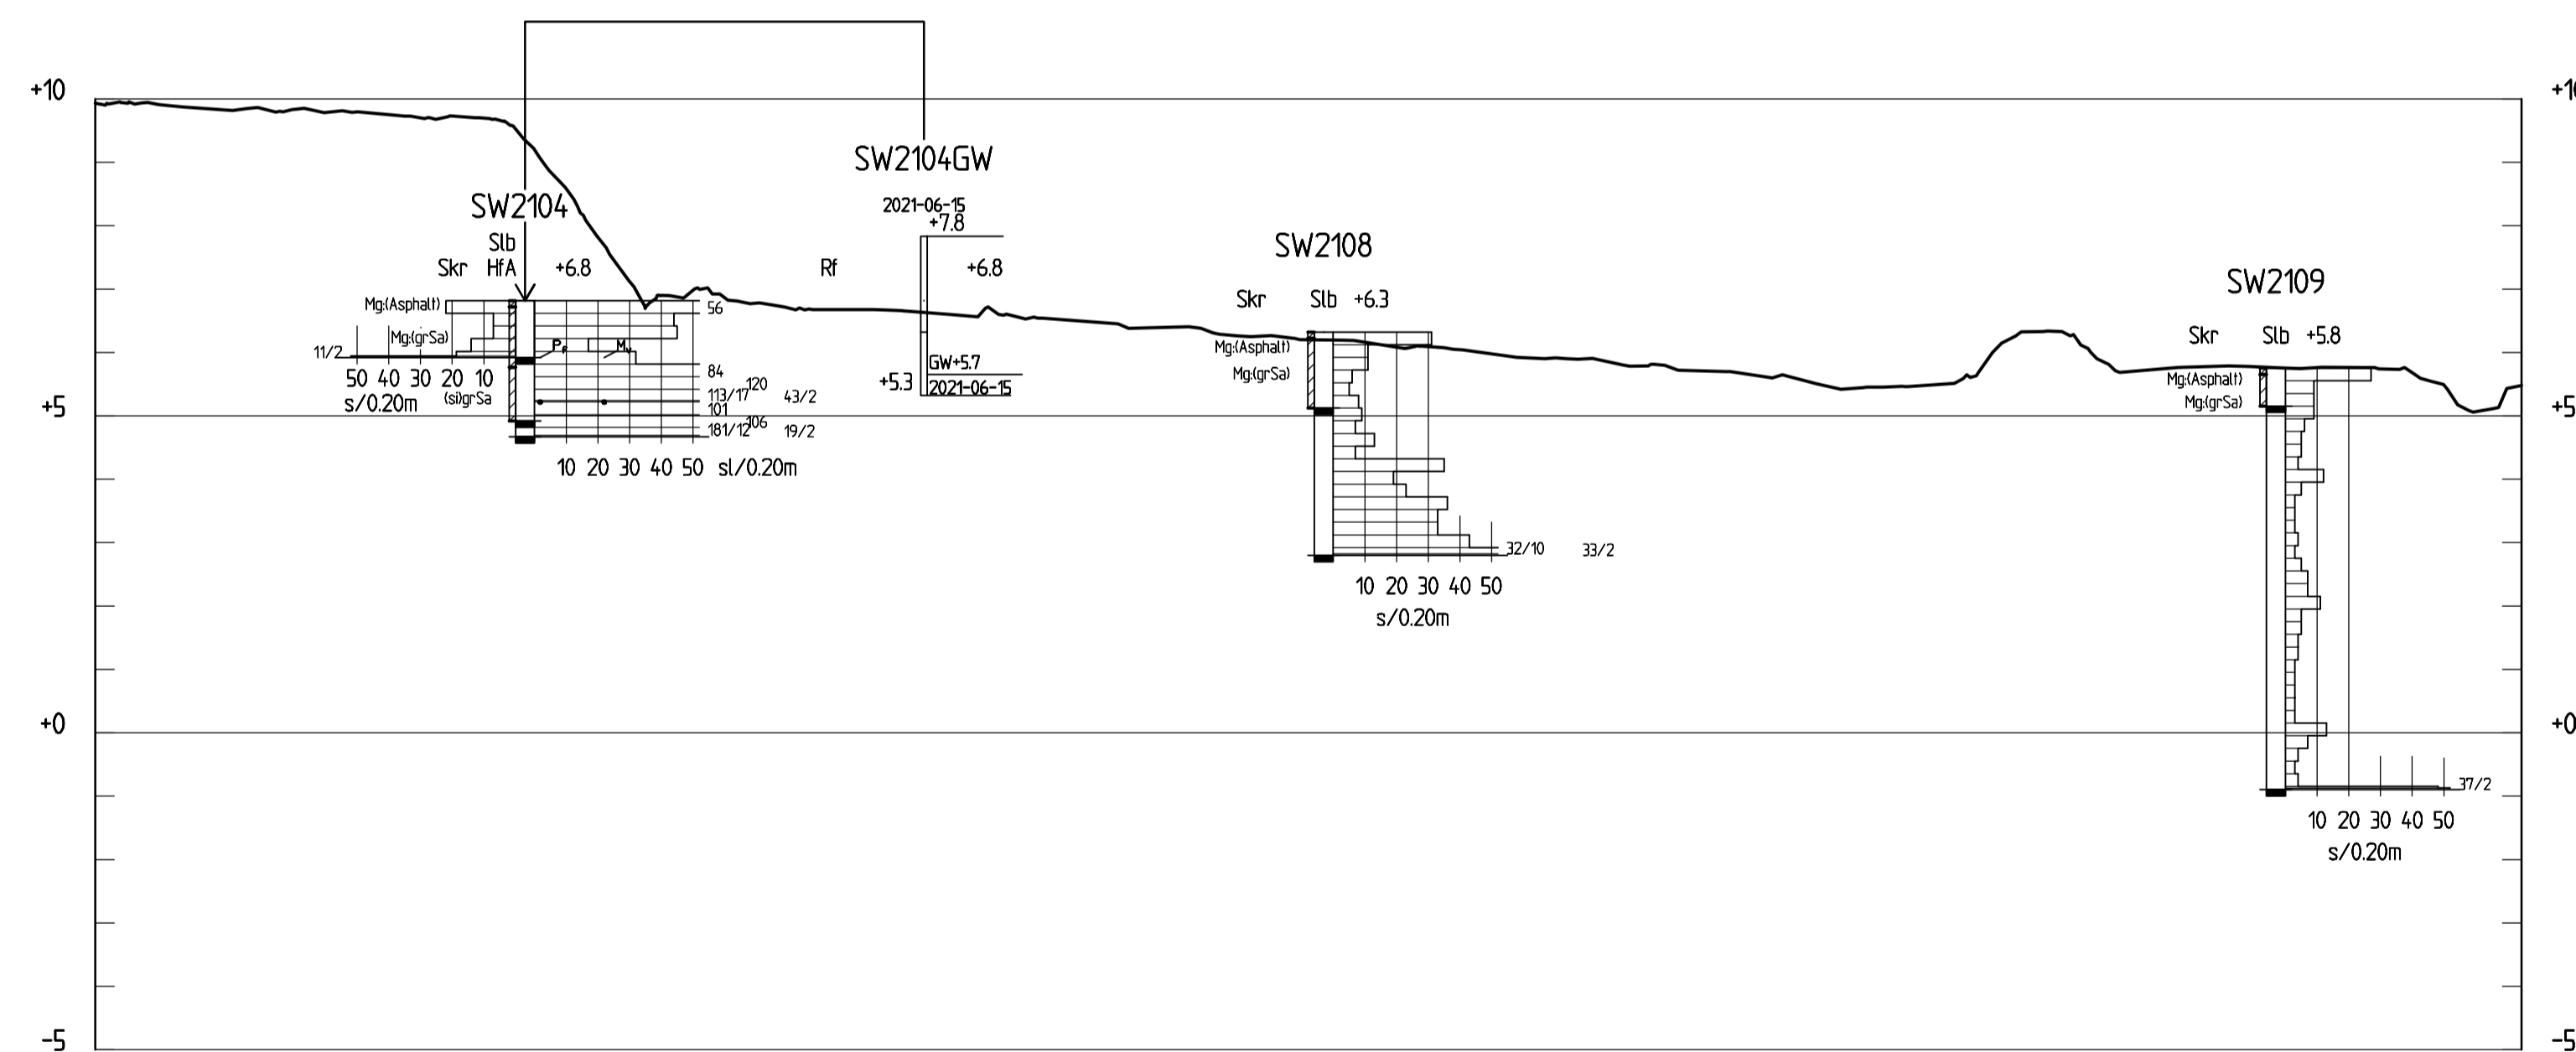 +10
+10
SW2104GW
2021-06-15
+7.8
SW2104
Slb
Skr HfA +6.8
Rf +6.8
SW2108
Skr Slb +6.3
SW2109
Skr Slb +5.8
Mg:(Asphalt)
56
Mg:(grSa)
Pr
Mv
11/2
84
50 40 30 20 10
120
113/17 43/2
s/0.20m
(si)grSa
101
106
181/12 19/2
10 20 30 40 50 sl/0.20m
GW+5.7
+5.3
2021-06-15
Mg:(Asphalt)
Mg:(grSa)
Mg:(Asphalt)
Mg:(grSa)
+5
+5
32/10 33/2
10 20 30 40 50
s/0.20m
+0
+0
37/2
10 20 30 40 50
s/0.20m
-5
-5